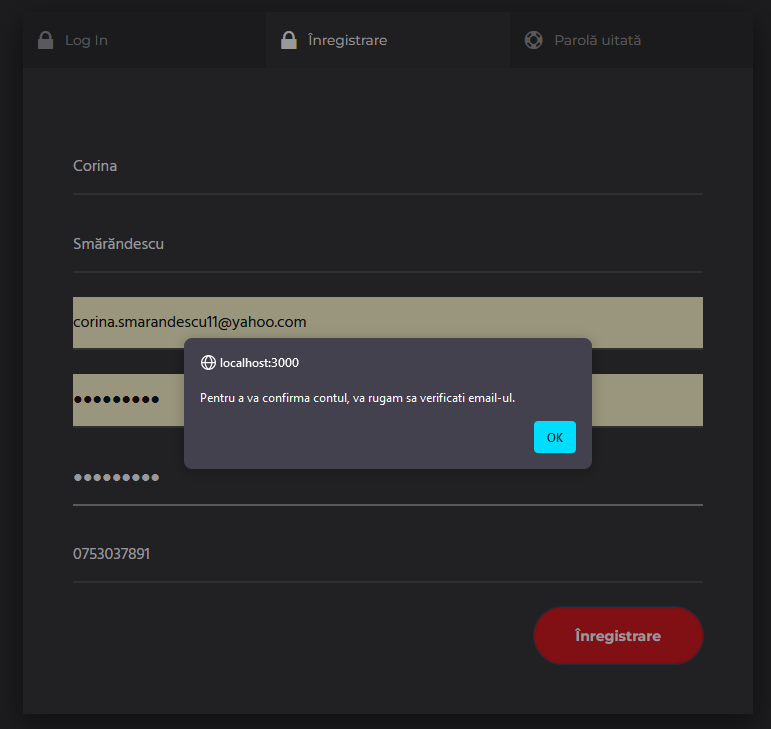 Log In
Înregistrare
Parolă uitată
Corina
Smărăndescu
corina.smarandescu11@yahoo.com
localhost:3000
Pentru a va confirma contul, va rugam sa verificati email-ul.
●●●●●●●●●
OK
●●●●●●●●●
0753037891
Înregistrare